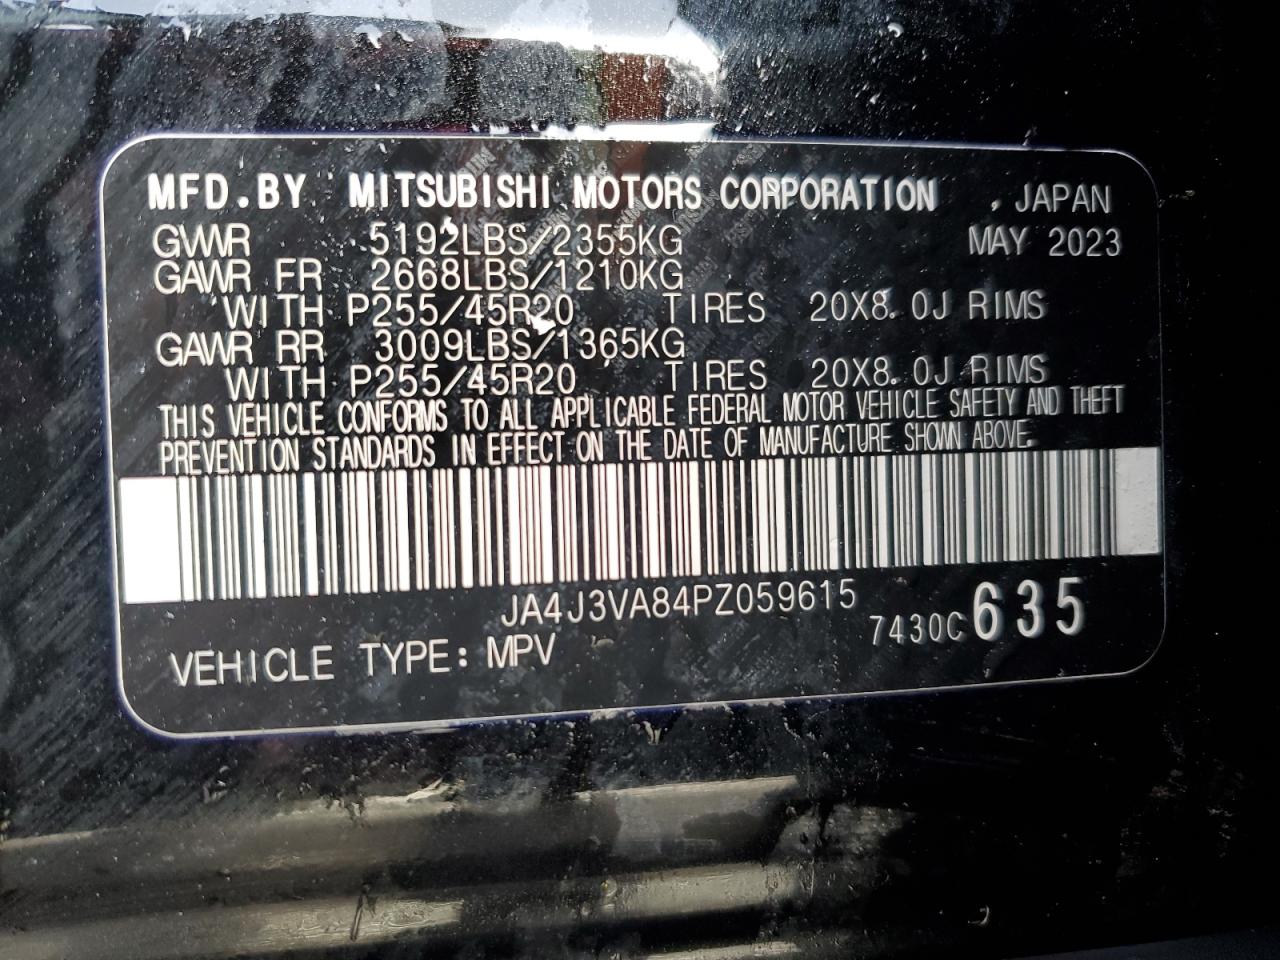 MFD.BY MITSUBISHI MOTORS CORPORATION , JAPAN
GVWR 5192LBS/2355KG MAY 2023
GAWR FR 2668LBS/1210KG
WITH P255/45R20 TIRES 20X8.0J RIMS
GAWR RR 3009LBS/1365KG
WITH P255/45R20 TIRES 20X8.0J RIMS
THIS VEHICLE CONFORMS TO ALL APPLICABLE FEDERAL MOTOR VEHICLE SAFETY AND THEFT
PREVENTION STANDARDS IN EFFECT ON THE DATE OF MANUFACTURE SHOWN ABOVE.
JA4J3VA84PZ059615
7430C635
VEHICLE TYPE: MPV